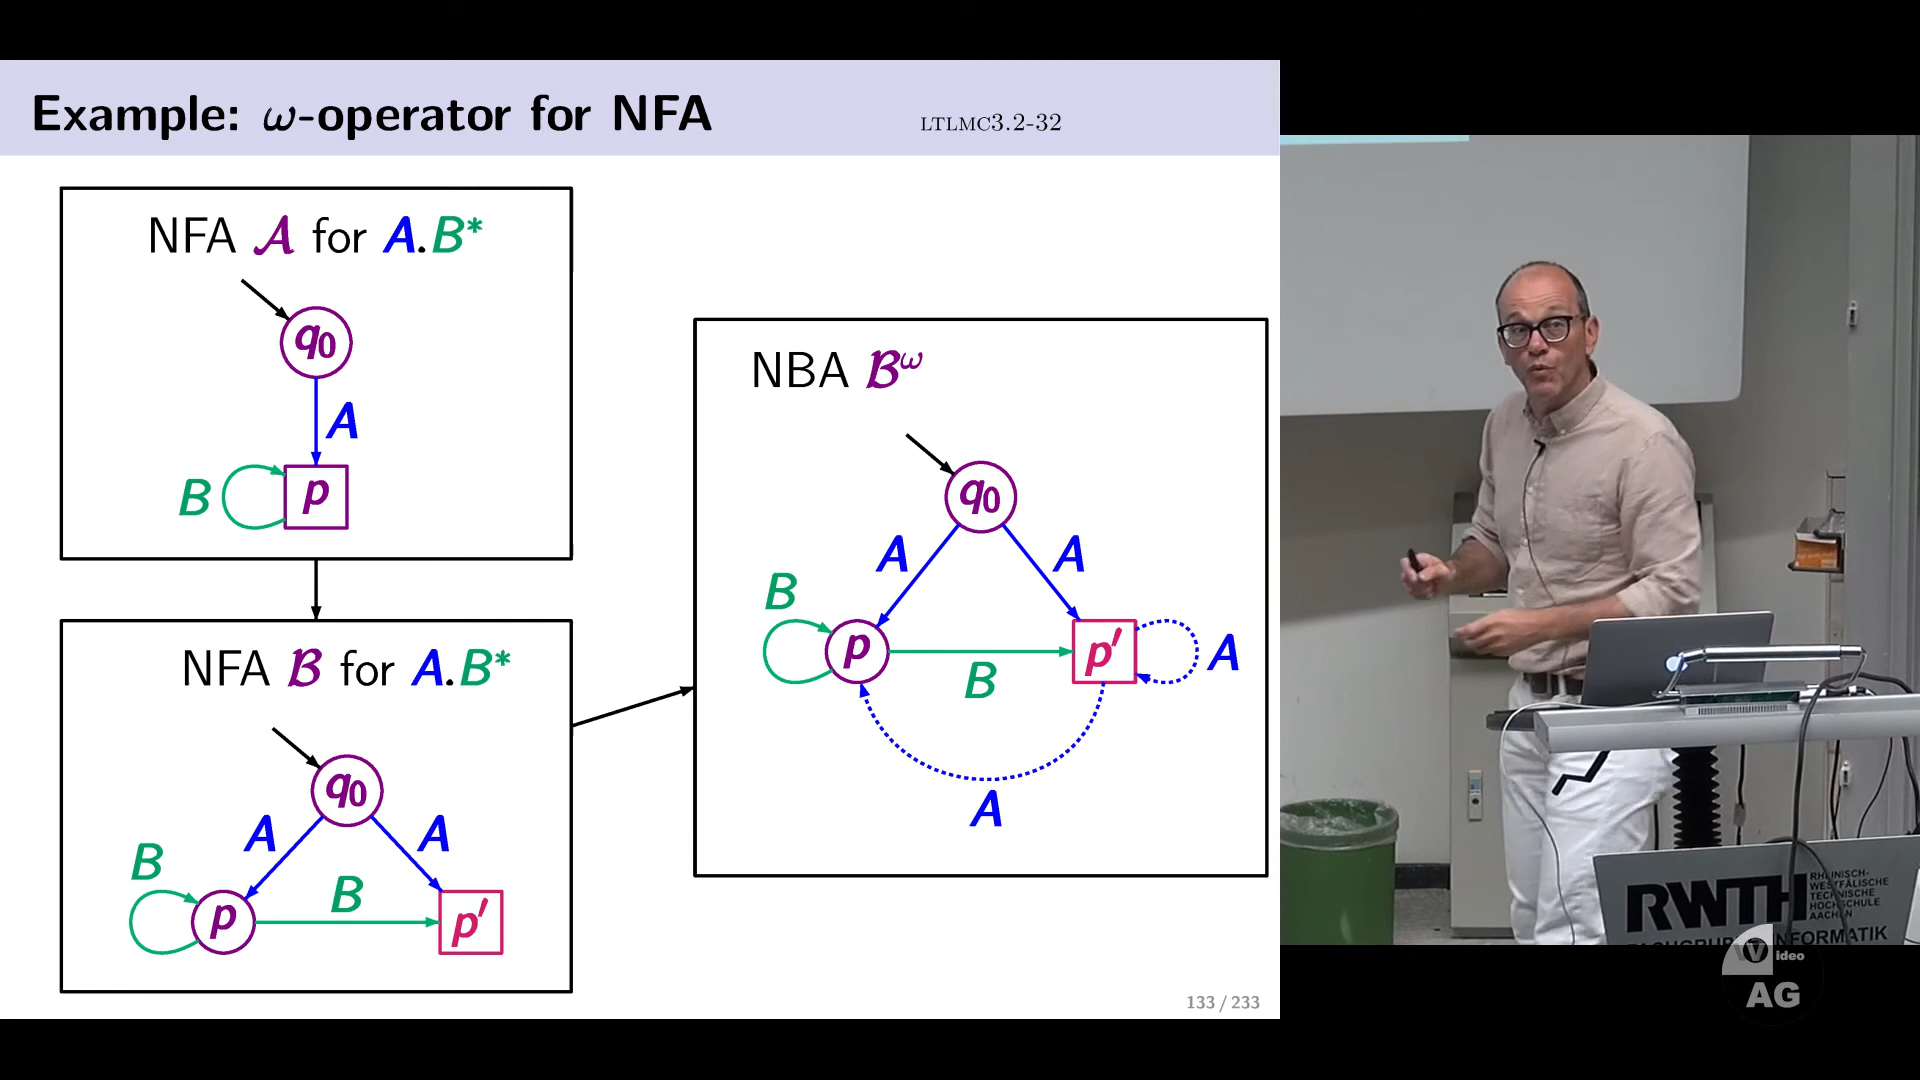 Example: ω-operator for NFA
LTLMC3.2-32
NFA 𝓐 for A.B*
q₀
A
B
p
NFA 𝓑 for A.B*
q₀
A
A
B
B
p
p′
NBA 𝓑^ω
q₀
A
A
B
p
B
p′
A
A
133 / 233
RWTH
RHEINISCH-
WESTFÄLISCHE
TECHNISCHE
HOCHSCHULE
AACHEN
INFORMATIK
Video
AG